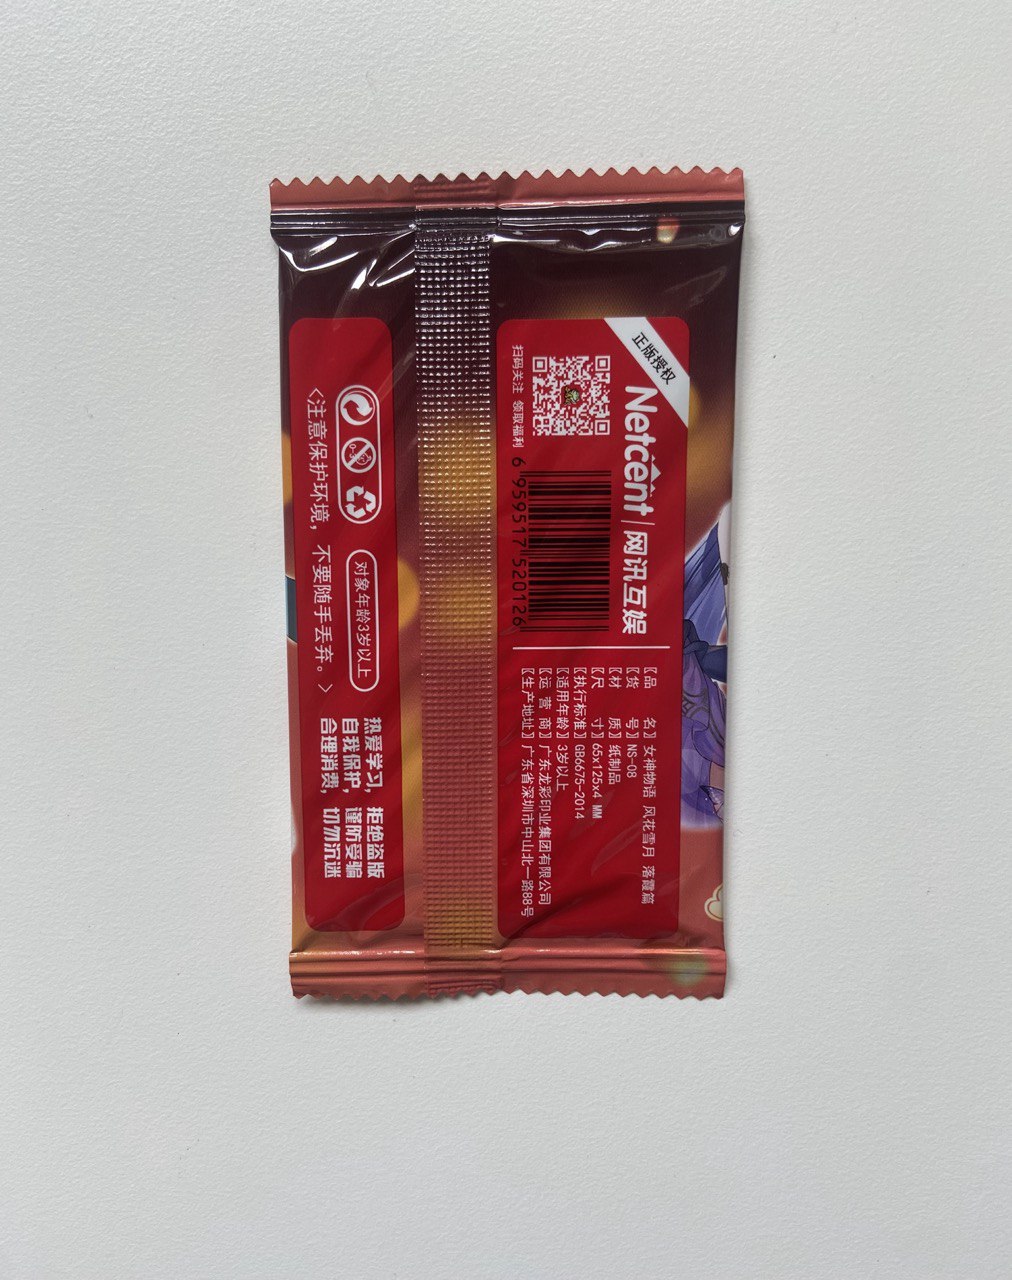 正版授权
Netcent 网讯互娱
扫码关注 领取福利
6 959517 520126
〖品 名〗女神物语 风花雪月 落霞篇
〖货 号〗NS-08
〖材 质〗纸制品
〖尺 寸〗65x125x4 MM
〖执行标准〗GB6675-2014
〖适用年龄〗3岁以上
〖运 营 商〗广东龙彩印业集团有限公司
〖生产地址〗广东省深圳市中山北一路88号
0-3
对象年龄3岁以上
<注意保护环境，不要随手丢弃。>
热爱学习，拒绝盗版
自我保护，谨防受骗
合理消费，切勿沉迷